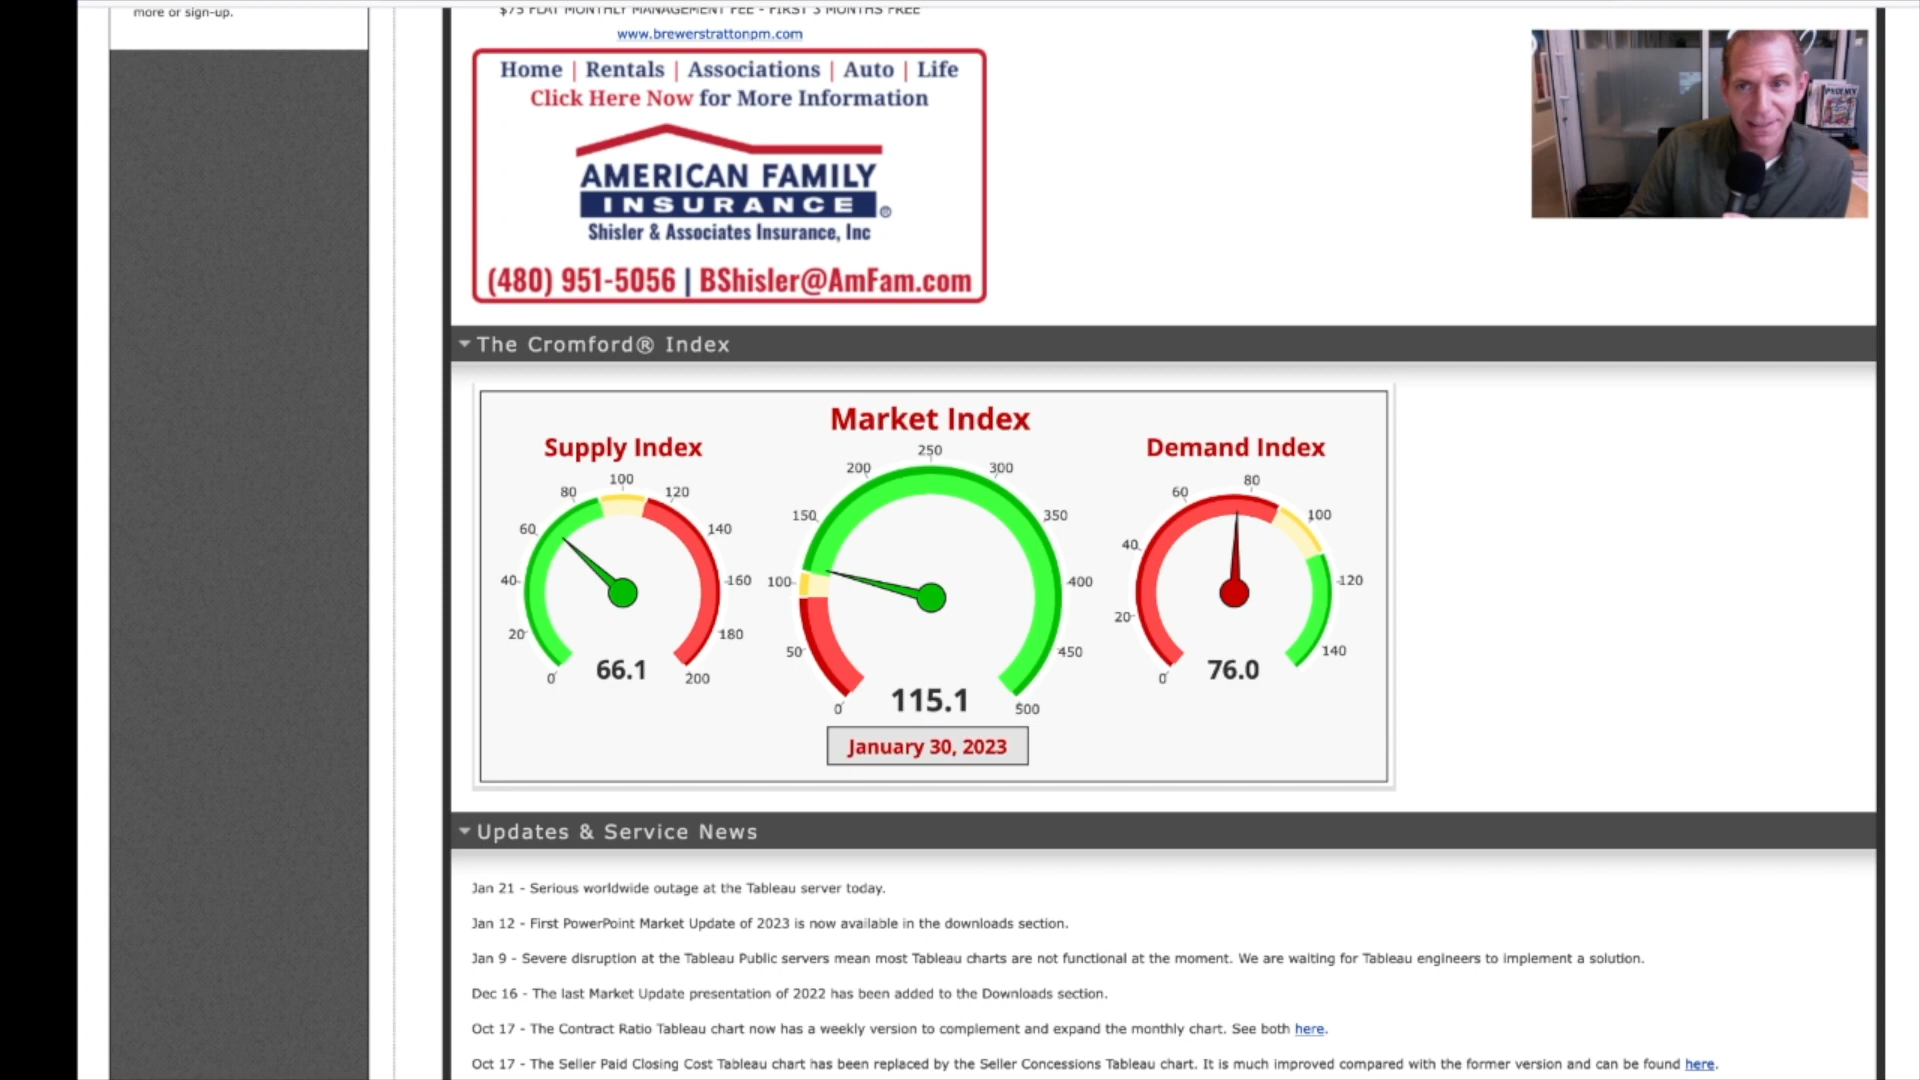 more or sign-up.
$75 FLAT MONTHLY MANAGEMENT FEE - FIRST 3 MONTHS FREE
www.brewerstrattonpm.com
Home | Rentals | Associations | Auto | Life
Click Here Now for More Information
AMERICAN FAMILY
INSURANCE ®
Shisler & Associates Insurance, Inc
(480) 951-5056 | BShisler@AmFam.com
The Cromford® Index
Supply Index
0 20 40 60 80 100 120 140 160 180 200
66.1
Market Index
0 50 100 150 200 250 300 350 400 450 500
115.1
Demand Index
0 20 40 60 80 100 120 140
76.0
January 30, 2023
Updates & Service News
Jan 21 - Serious worldwide outage at the Tableau server today.
Jan 12 - First PowerPoint Market Update of 2023 is now available in the downloads section.
Jan 9 - Severe disruption at the Tableau Public servers mean most Tableau charts are not functional at the moment. We are waiting for Tableau engineers to implement a solution.
Dec 16 - The last Market Update presentation of 2022 has been added to the Downloads section.
Oct 17 - The Contract Ratio Tableau chart now has a weekly version to complement and expand the monthly chart. See both here.
Oct 17 - The Seller Paid Closing Cost Tableau chart has been replaced by the Seller Concessions Tableau chart. It is much improved compared with the former version and can be found here.